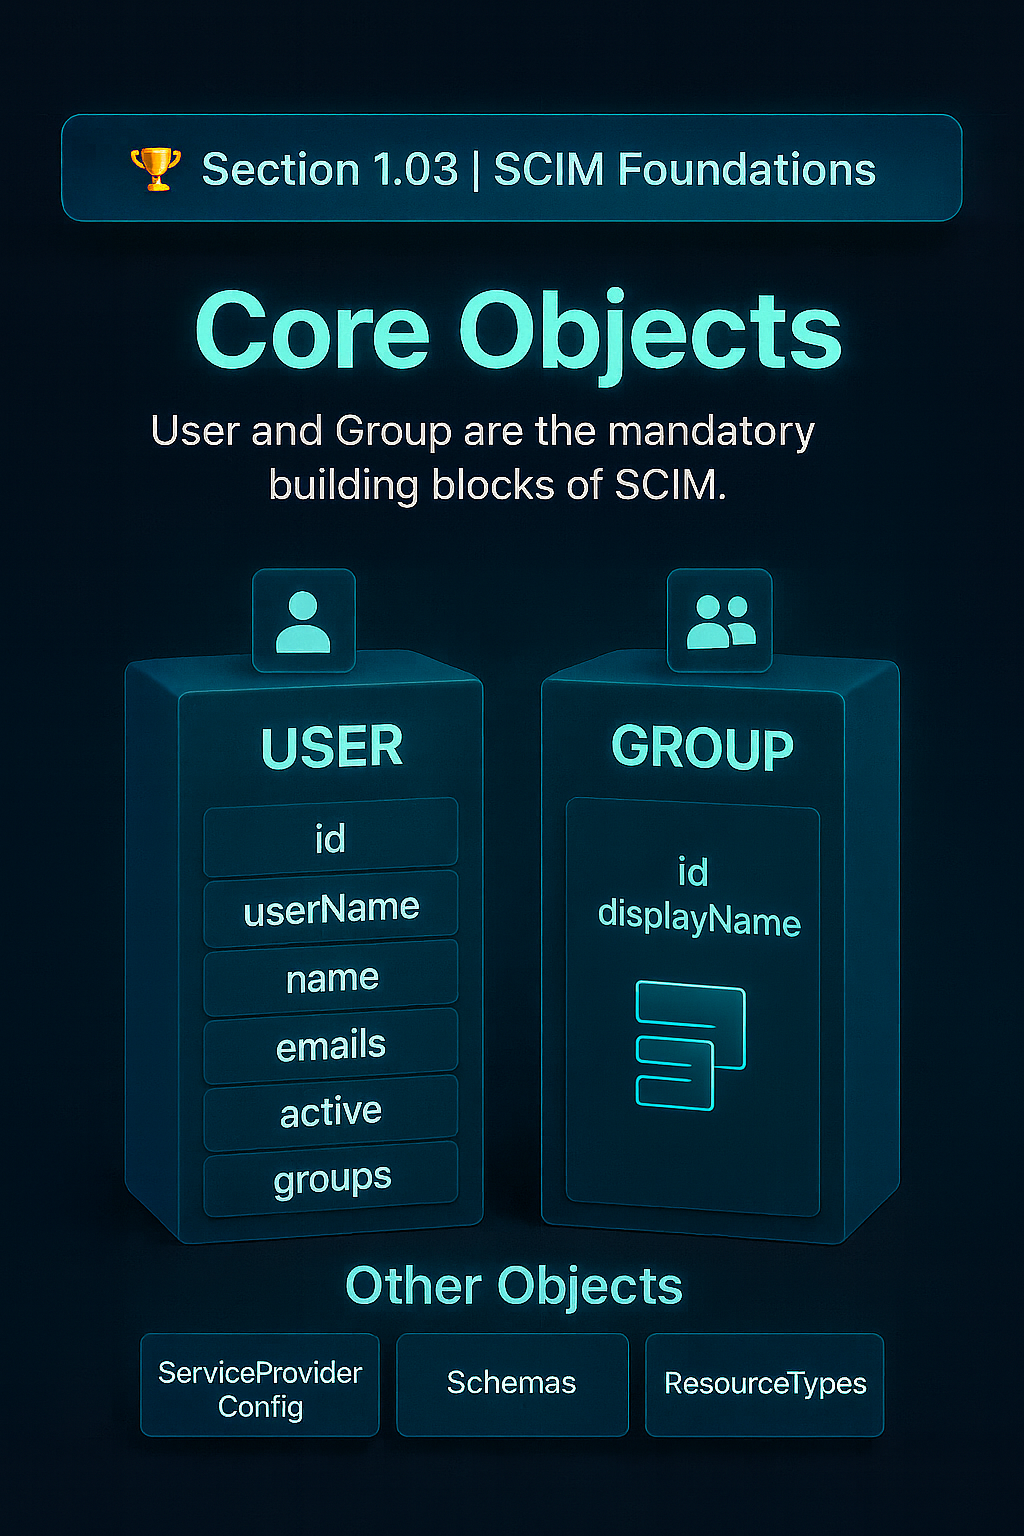 🏆 Section 1.03 | SCIM Foundations
Core Objects
User and Group are the mandatory
building blocks of SCIM.
USER
id
userName
name
emails
active
groups
GROUP
id
displayName
Other Objects
ServiceProvider
Config
Schemas
ResourceTypes